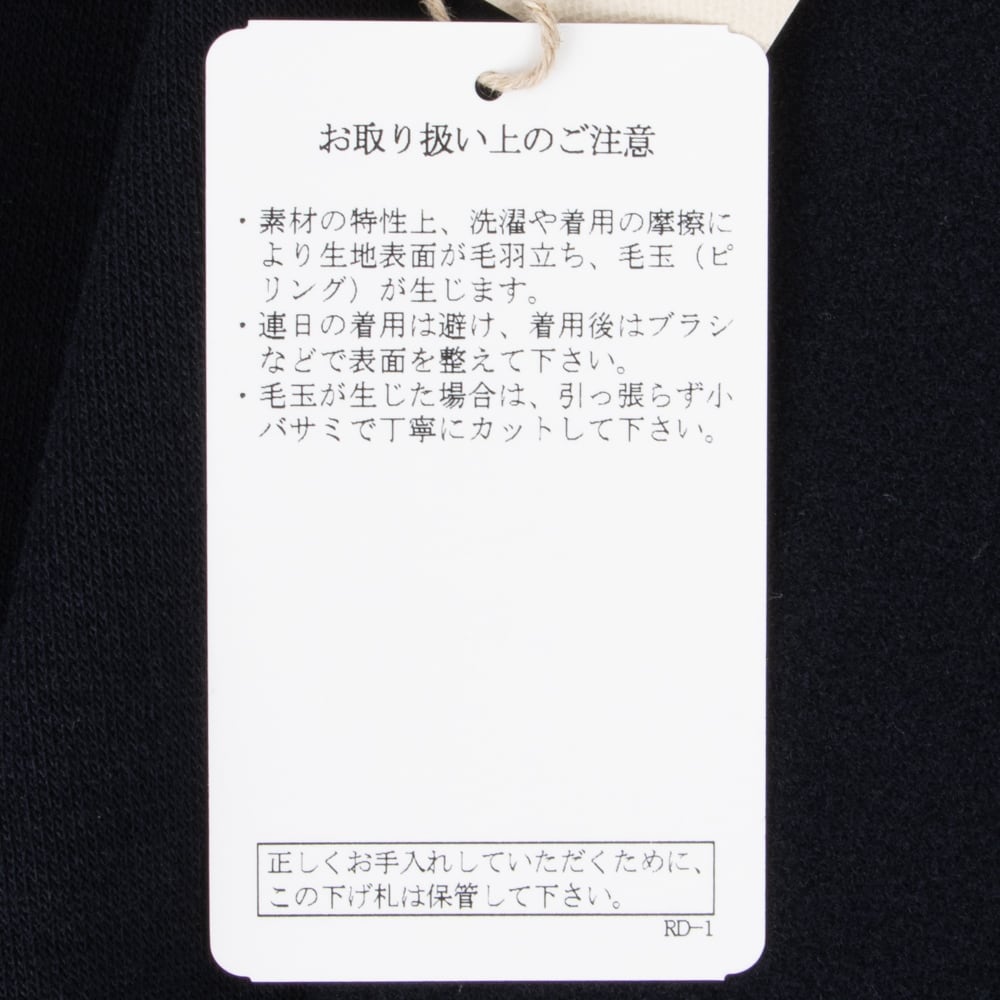 お取り扱い上のご注意
・素材の特性上、洗濯や着用の摩擦に
より生地表面が毛羽立ち、毛玉（ピ
リング）が生じます。
・連日の着用は避け、着用後はブラシ
などで表面を整えて下さい。
・毛玉が生じた場合は、引っ張らず小
バサミで丁寧にカットして下さい。
正しくお手入れしていただくために、
この下げ札は保管して下さい。
RD-1